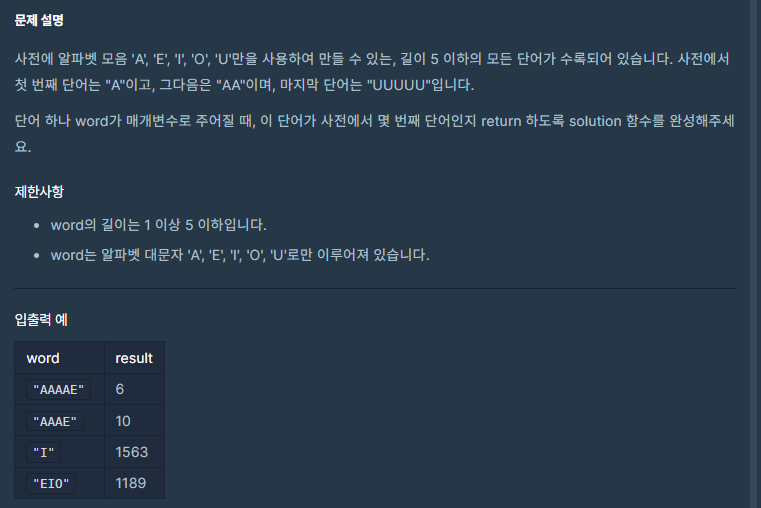 문제 설명
사전에 알파벳 모음 'A', 'E', 'I', 'O', 'U'만을 사용하여 만들 수 있는, 길이 5 이하의 모든 단어가 수록되어 있습니다. 사전에서
첫 번째 단어는 "A"이고, 그다음은 "AA"이며, 마지막 단어는 "UUUUU"입니다.
단어 하나 word가 매개변수로 주어질 때, 이 단어가 사전에서 몇 번째 단어인지 return 하도록 solution 함수를 완성해주세
요.
제한사항
• word의 길이는 1 이상 5 이하입니다.
• word는 알파벳 대문자 'A', 'E', 'I', 'O', 'U'로만 이루어져 있습니다.
입출력 예
word result
"AAAAE" 6
"AAAE" 10
"I" 1563
"EIO" 1189